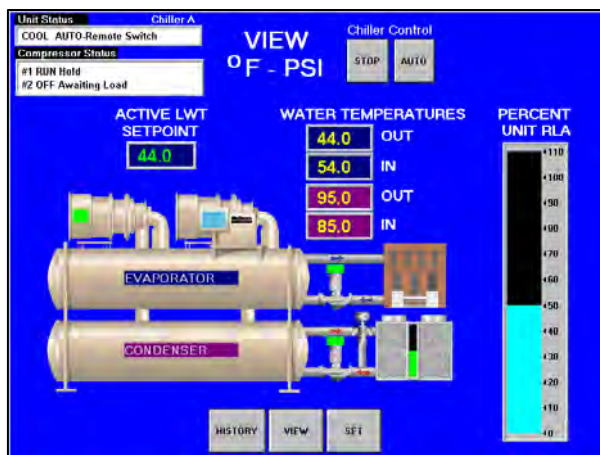 Unit Status
Chiller A
COOL AUTO-Remote Switch
Compressor Status
#1 RUN Hold
#2 OFF Awaiting Load
VIEW
°F - PSI
Chiller Control
STOP
AUTO
ACTIVE LWT
SETPOINT
44.0
WATER TEMPERATURES
44.0 OUT
54.0 IN
95.0 OUT
85.0 IN
PERCENT
UNIT RLA
110
100
90
80
70
60
50
40
30
20
10
0
EVAPORATOR
CONDENSER
HISTORY
VIEW
SET